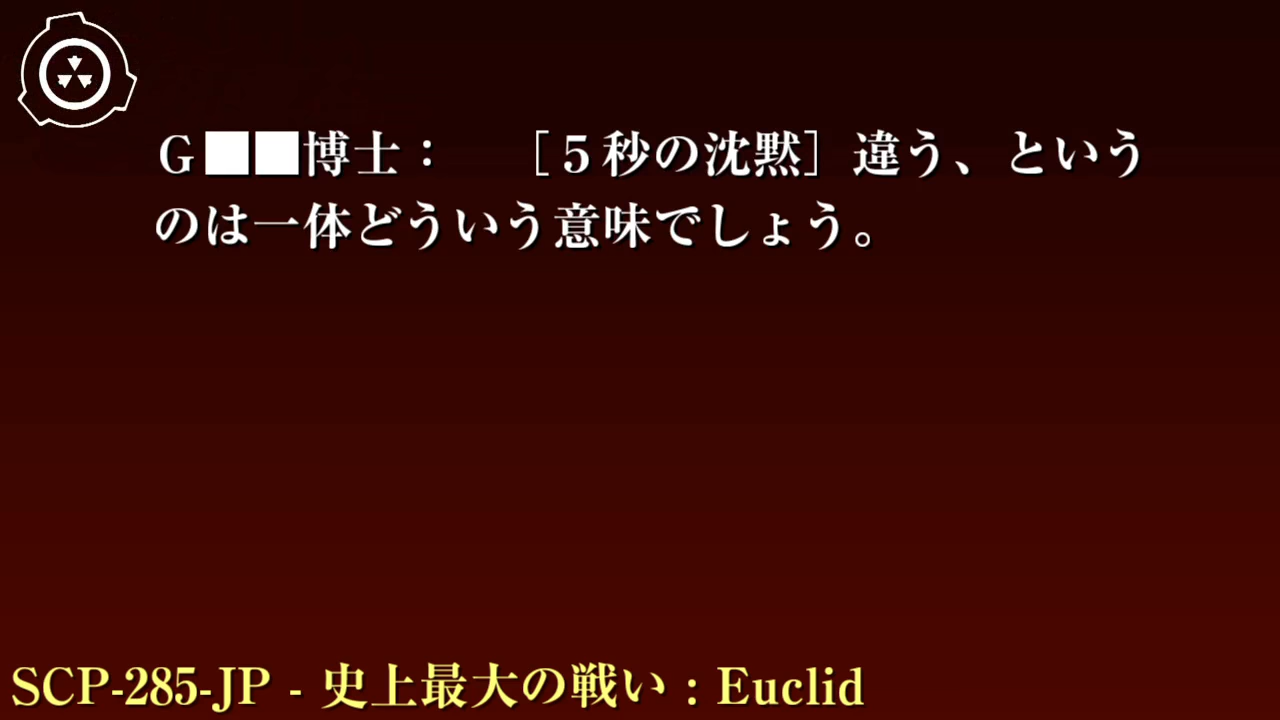 G■■博士：　［５秒の沈黙］違う、という
のは一体どういう意味でしょう。
SCP-285-JP - 史上最大の戦い : Euclid